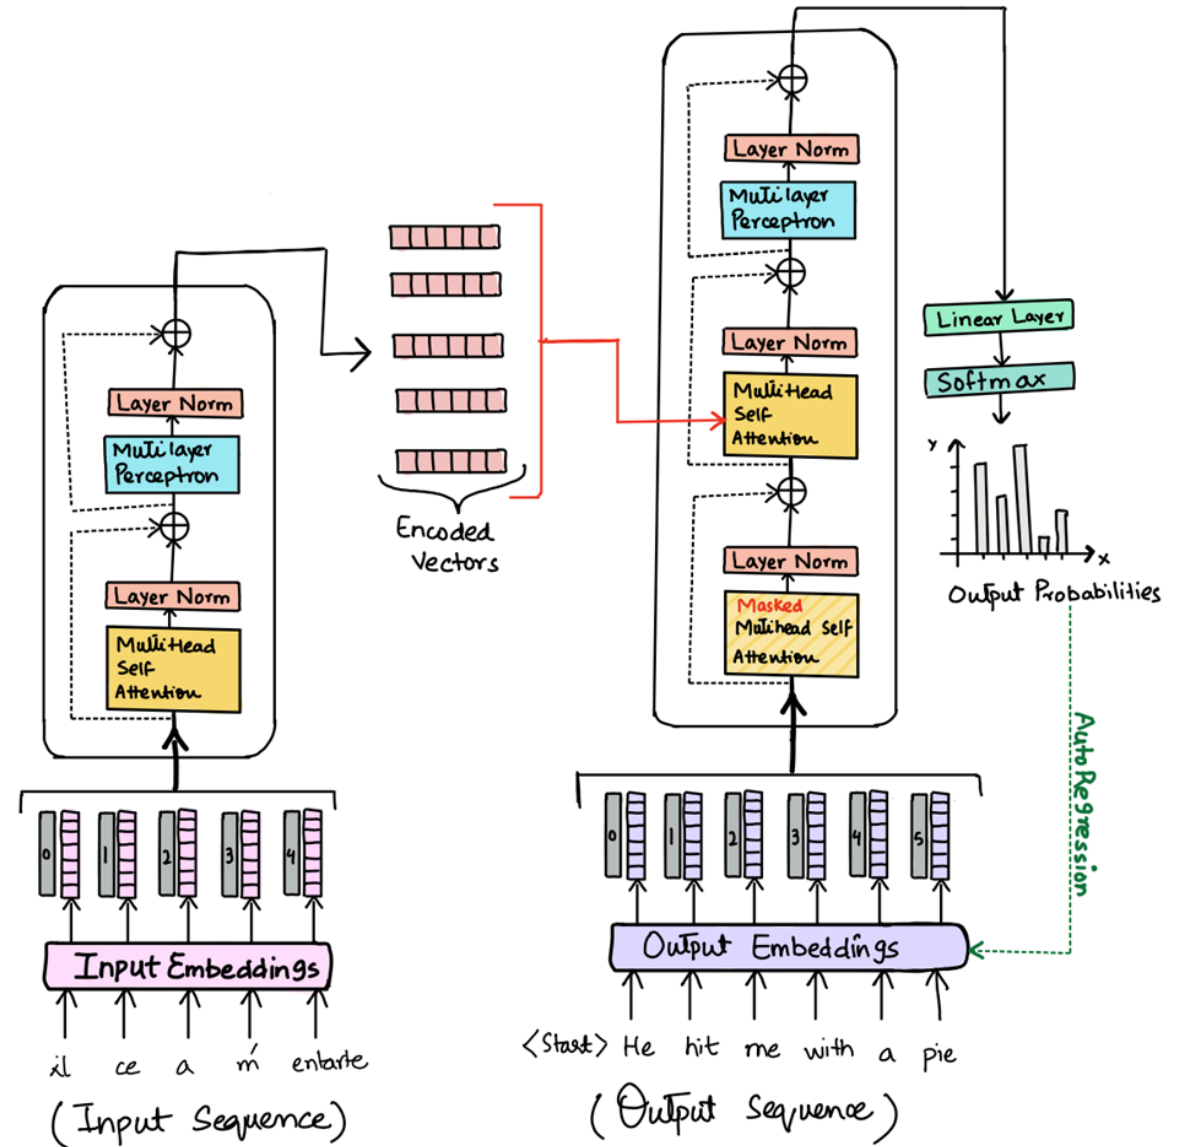 Layer Norm
Multilayer
Perceptron
Layer Norm
MultiHead
Self
Attention
0
1
2
3
4
Input Embeddings
il
ce
a
m'
entarte
(Input Sequence)
Encoded
Vectors
Layer Norm
Multilayer
Perceptron
Layer Norm
MultiHead
Self
Attention
Layer Norm
Masked
Multihead Self
Attention
0
1
2
3
4
5
Output Embeddings
<Start> He hit me with a pie
(Output Sequence)
Linear Layer
Softmax
Y
X
Output Probabilities
AutoRegression